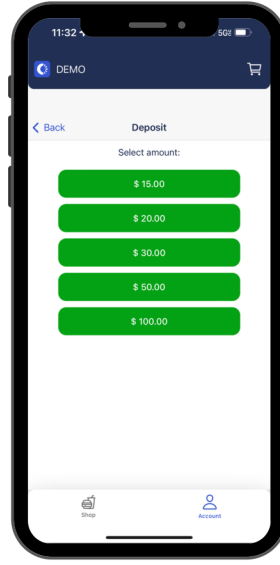 11:32
5G
DEMO
Back
Deposit
Select amount:
$ 15.00
$ 20.00
$ 30.00
$ 50.00
$ 100.00
Shop
Account